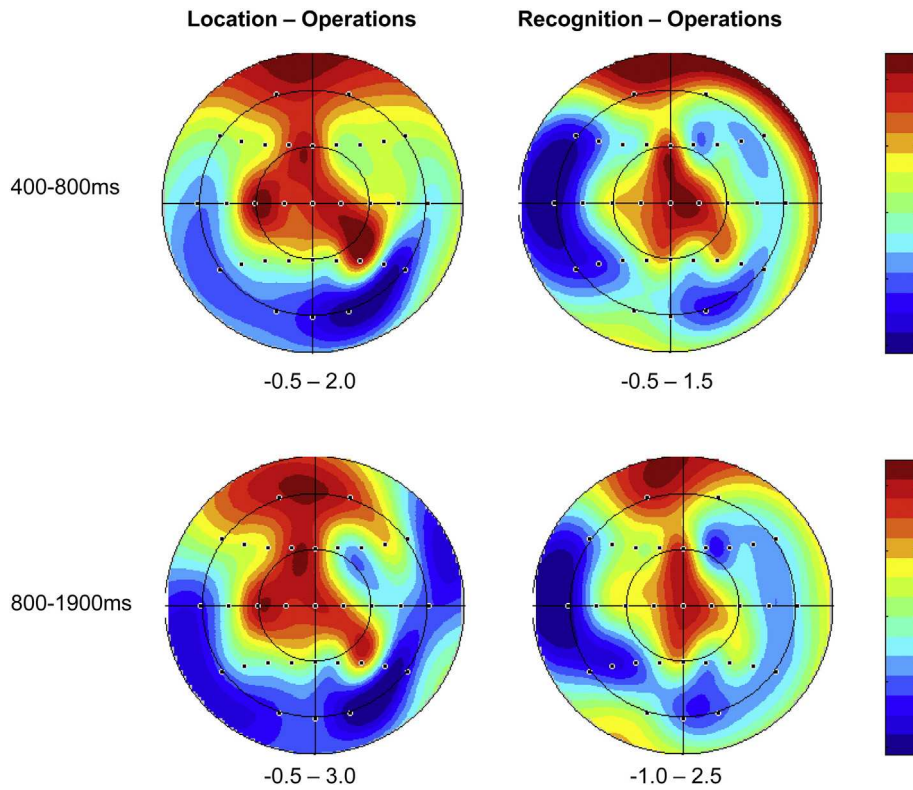 Location – Operations
Recognition – Operations
400-800ms
-0.5 – 2.0
-0.5 – 1.5
800-1900ms
-0.5 – 3.0
-1.0 – 2.5